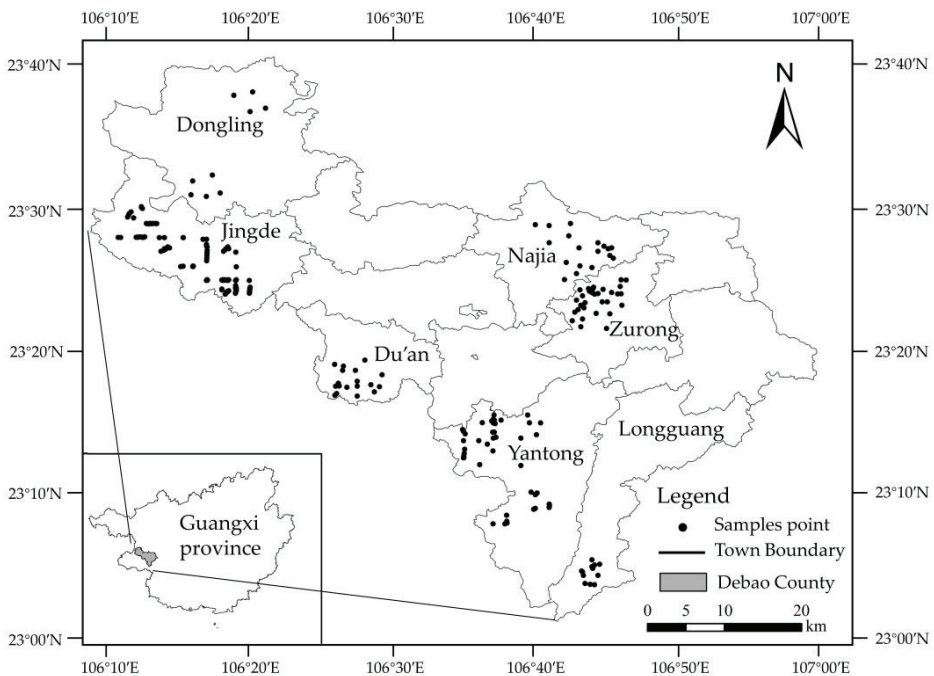 106°10′E 106°20′E 106°30′E 106°40′E 106°50′E 107°00′E
23°40′N 23°40′N
N
Dongling
23°30′N 23°30′N
Jingde
Najia
Zurong
23°20′N 23°20′N
Du'an
Longguang
Yantong
23°10′N 23°10′N
Legend
Guangxi
province
Samples point
Town Boundary
Debao County
0 5 10 20
km
23°00′N 23°00′N
106°10′E 106°20′E 106°30′E 106°40′E 106°50′E 107°00′E